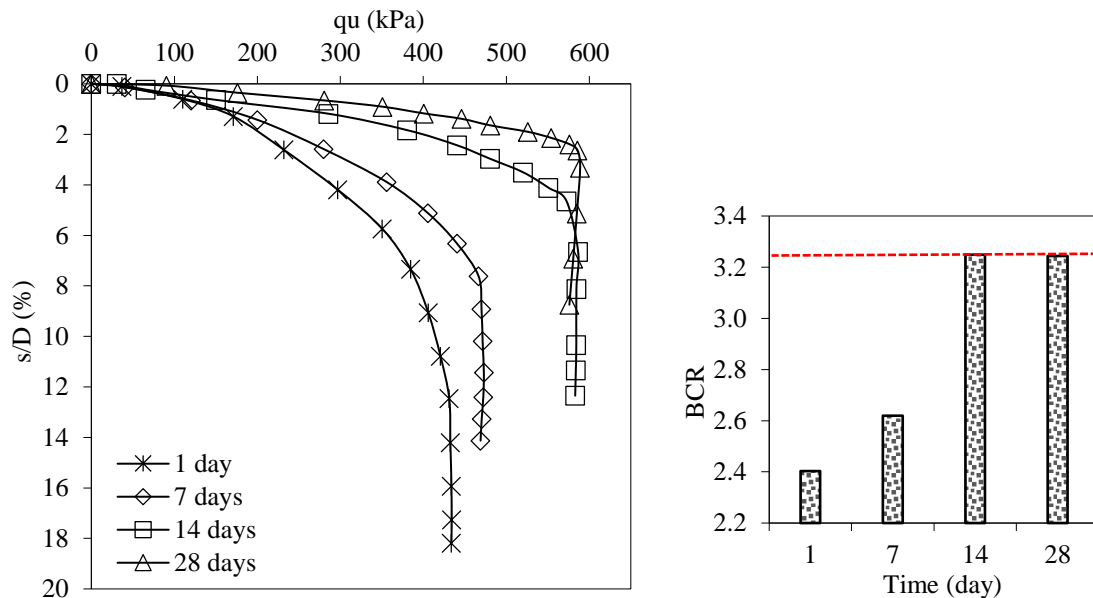 qu (kPa)
0 100 200 300 400 500 600
0
2
4
6
8
10
12
14
16
18
20
s/D (%)
1 day
7 days
14 days
28 days
3.4
3.2
3.0
2.8
2.6
2.4
2.2
BCR
1 7 14 28
Time (day)